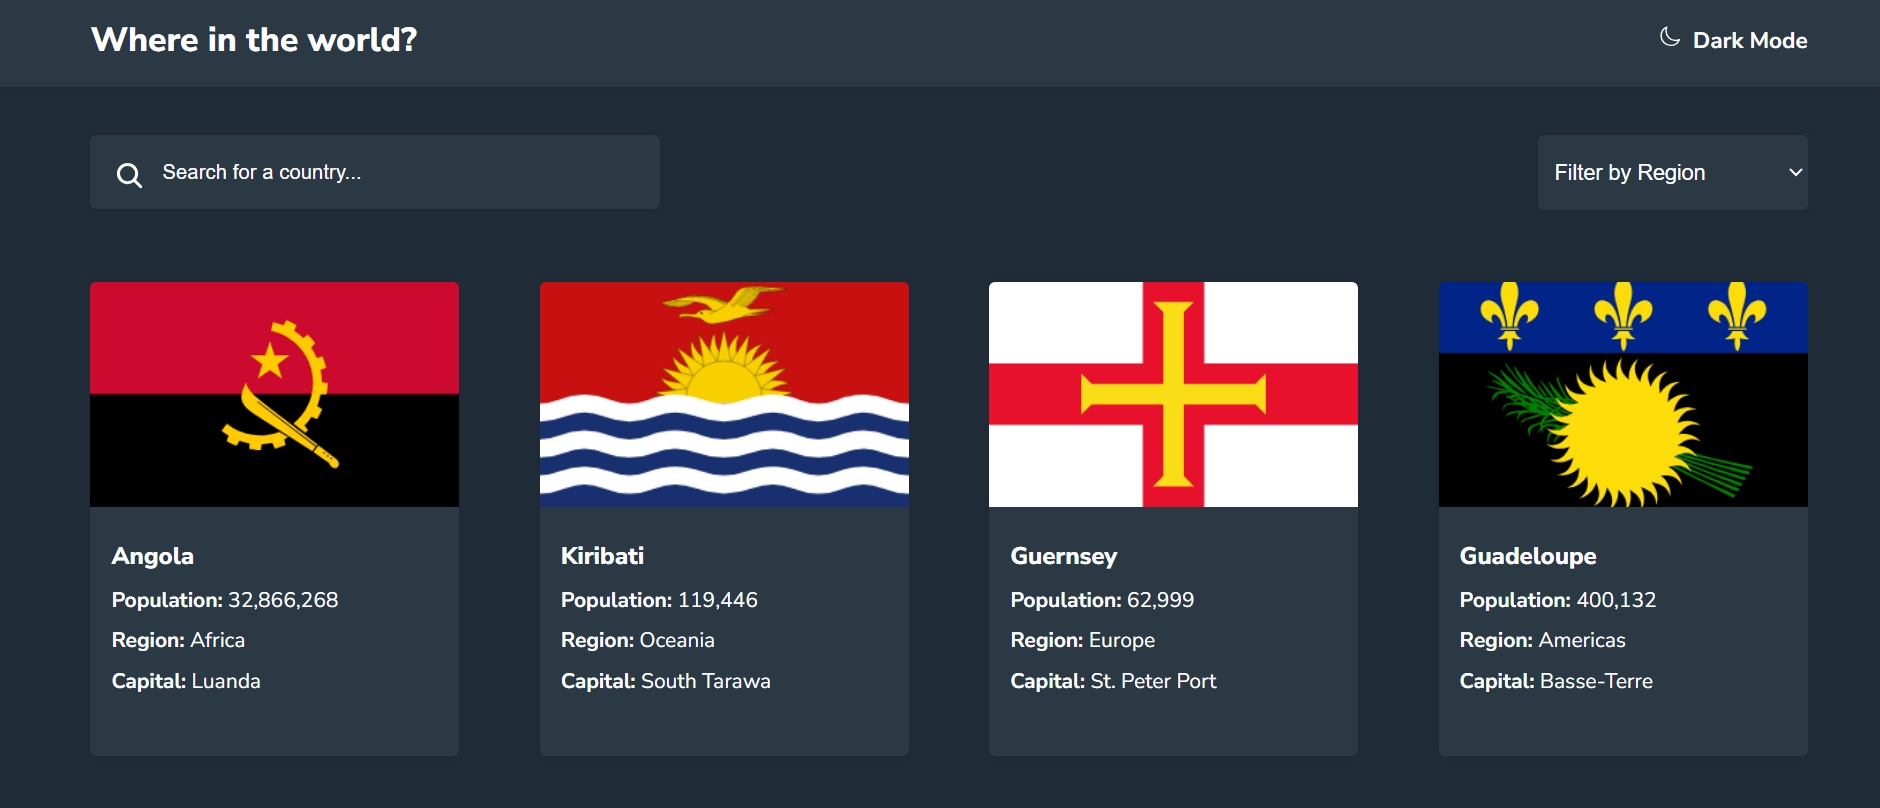 Where in the world?
Dark Mode
Search for a country...
Filter by Region
Angola
Population: 32,866,268
Region: Africa
Capital: Luanda
Kiribati
Population: 119,446
Region: Oceania
Capital: South Tarawa
Guernsey
Population: 62,999
Region: Europe
Capital: St. Peter Port
Guadeloupe
Population: 400,132
Region: Americas
Capital: Basse-Terre